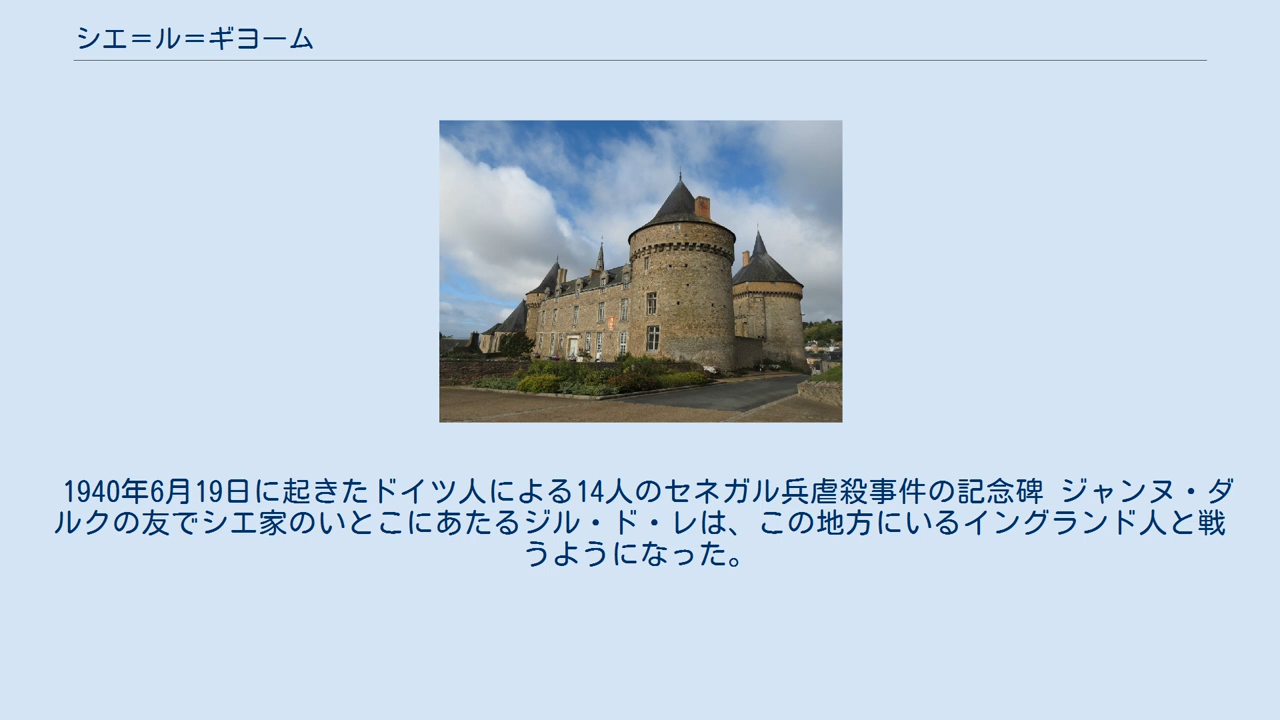 シエ=ル=ギヨーム
1940年6月19日に起きたドイツ人による14人のセネガル兵虐殺事件の記念碑 ジャンヌ・ダ
ルクの友でシエ家のいとこにあたるジル・ド・レは、この地方にいるイングランド人と戦
うようになった。